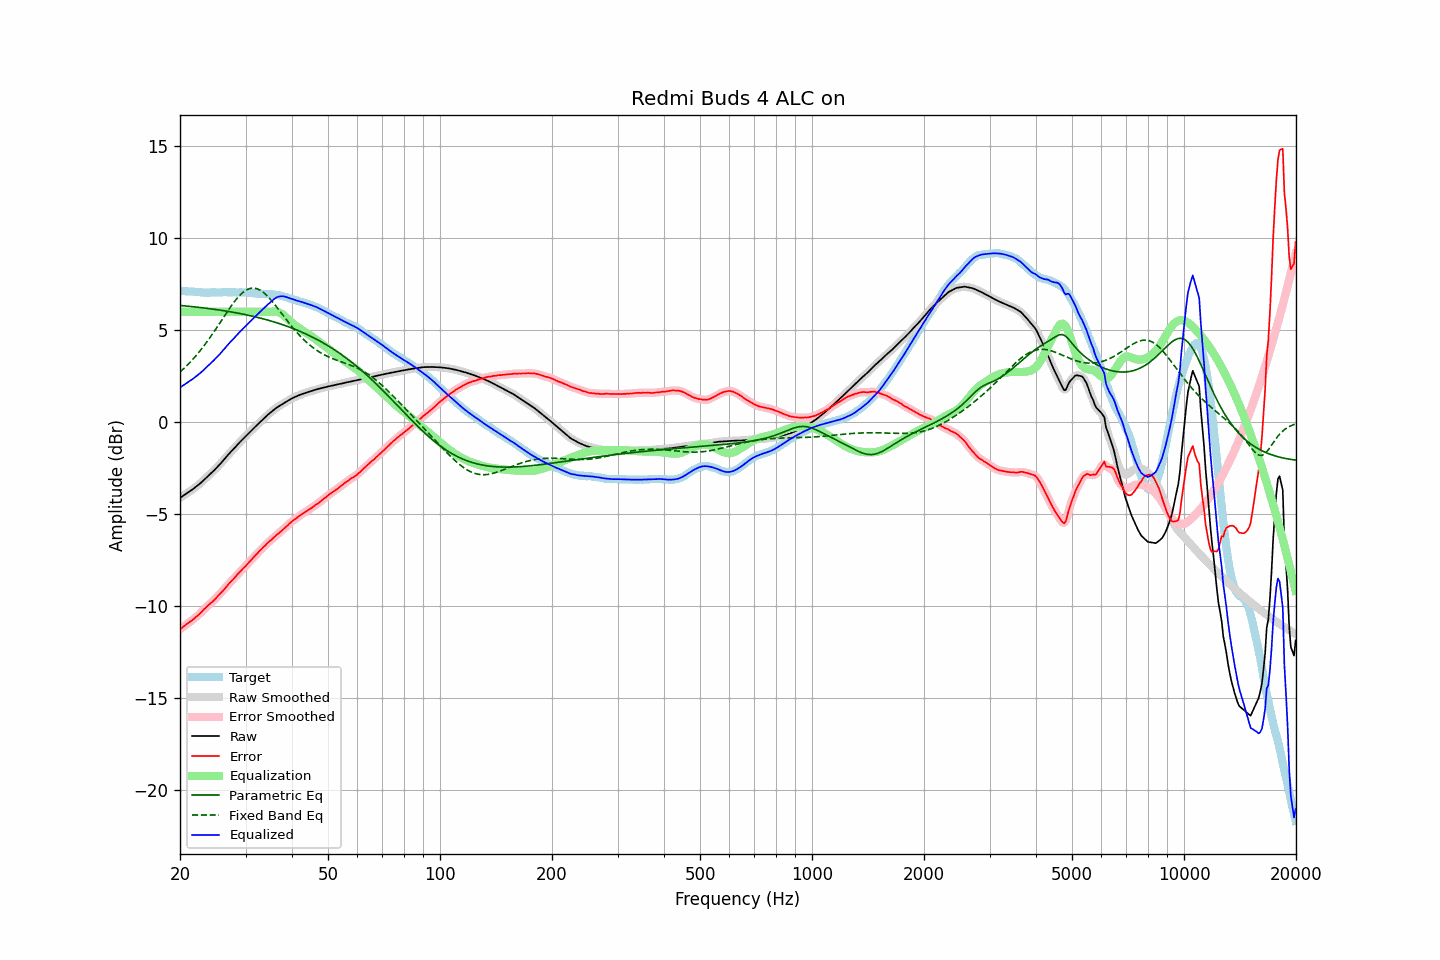 Redmi Buds 4 ALC on
Amplitude (dBr)
15
10
5
0
−5
−10
−15
−20
Target
Raw Smoothed
Error Smoothed
Raw
Error
Equalization
Parametric Eq
Fixed Band Eq
Equalized
20 50 100 200 500 1000 2000 5000 10000 20000
Frequency (Hz)